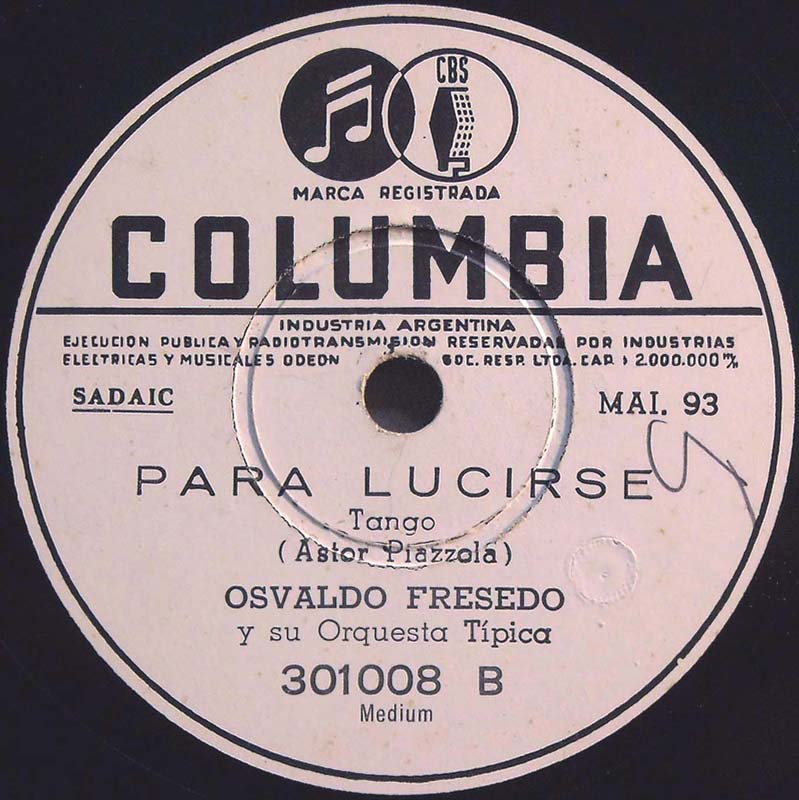 CBS
MARCA REGISTRADA
COLUMBIA
INDUSTRIA ARGENTINA
EJECUCION PUBLICA Y RADIOTRANSMISION RESERVADAS POR INDUSTRIAS
ELECTRICAS Y MUSICALES ODEON SOC. RESP. LTDA. CAP. $ 2.000.000 m/n
SADAIC MAI. 93
PARA LUCIRSE
Tango
(Astor Piazzolá)
OSVALDO FRESEDO
y su Orquesta Típica
301008 B
Medium